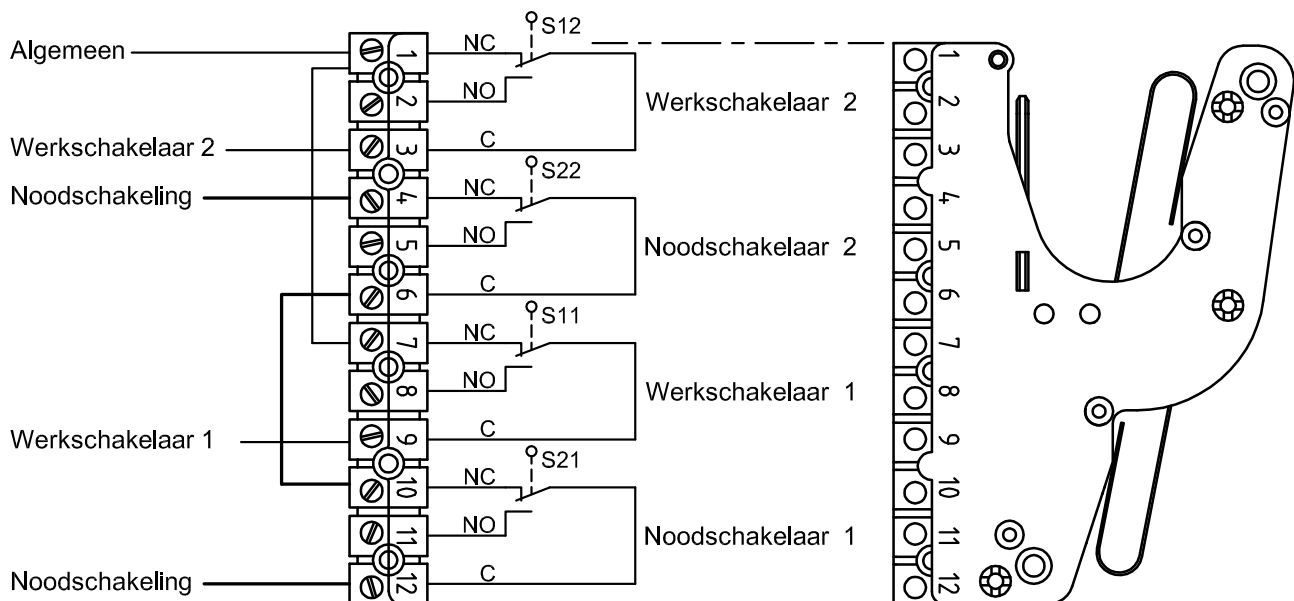 Algemeen
Werkschakelaar 2
Noodschakeling
Werkschakelaar 1
Noodschakeling
1
2
3
4
5
6
7
8
9
10
11
12
NC
NO
C
S12
Werkschakelaar 2
NC
NO
C
S22
Noodschakelaar 2
NC
NO
C
S11
Werkschakelaar 1
NC
NO
C
S21
Noodschakelaar 1
1
2
3
4
5
6
7
8
9
10
11
12